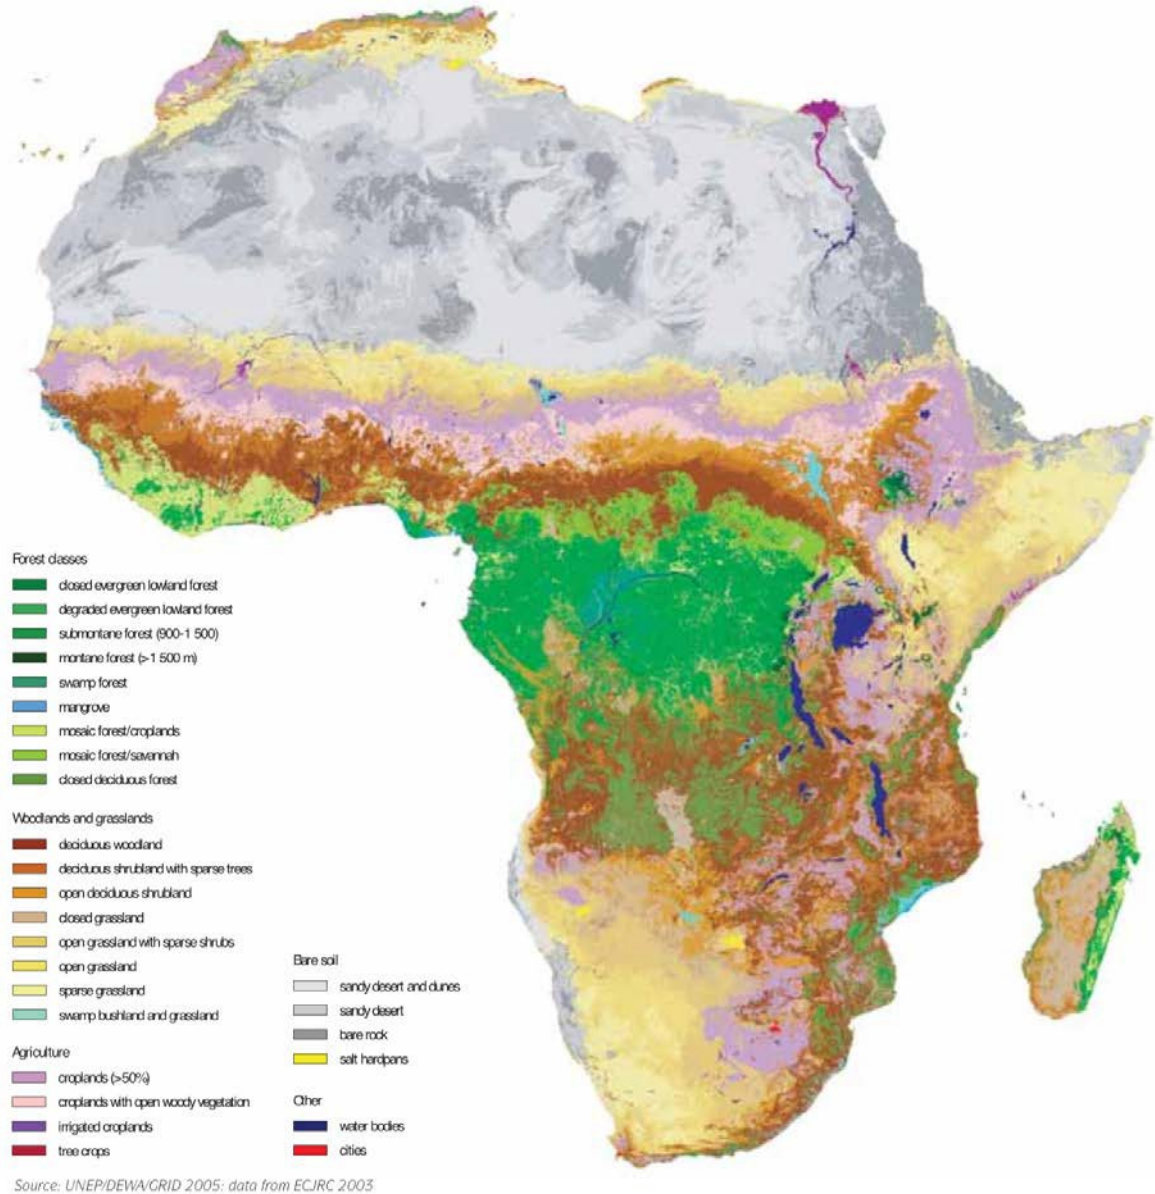 Forest classes
closed evergreen lowland forest
degraded evergreen lowland forest
submontane forest (900-1 500)
montane forest (>1 500 m)
swamp forest
mangrove
mosaic forest/croplands
mosaic forest/savannah
closed deciduous forest
Woodlands and grasslands
deciduous woodland
deciduous shrubland with sparse trees
open deciduous shrubland
closed grassland
open grassland with sparse shrubs
open grassland
sparse grassland
swamp bushland and grassland
Agriculture
croplands (>50%)
croplands with open woody vegetation
irrigated croplands
tree crops
Bare soil
sandy desert and dunes
sandy desert
bare rock
salt hardpans
Other
water bodies
cities
Source: UNEP/DEWA/GRID 2005: data from ECJRC 2003